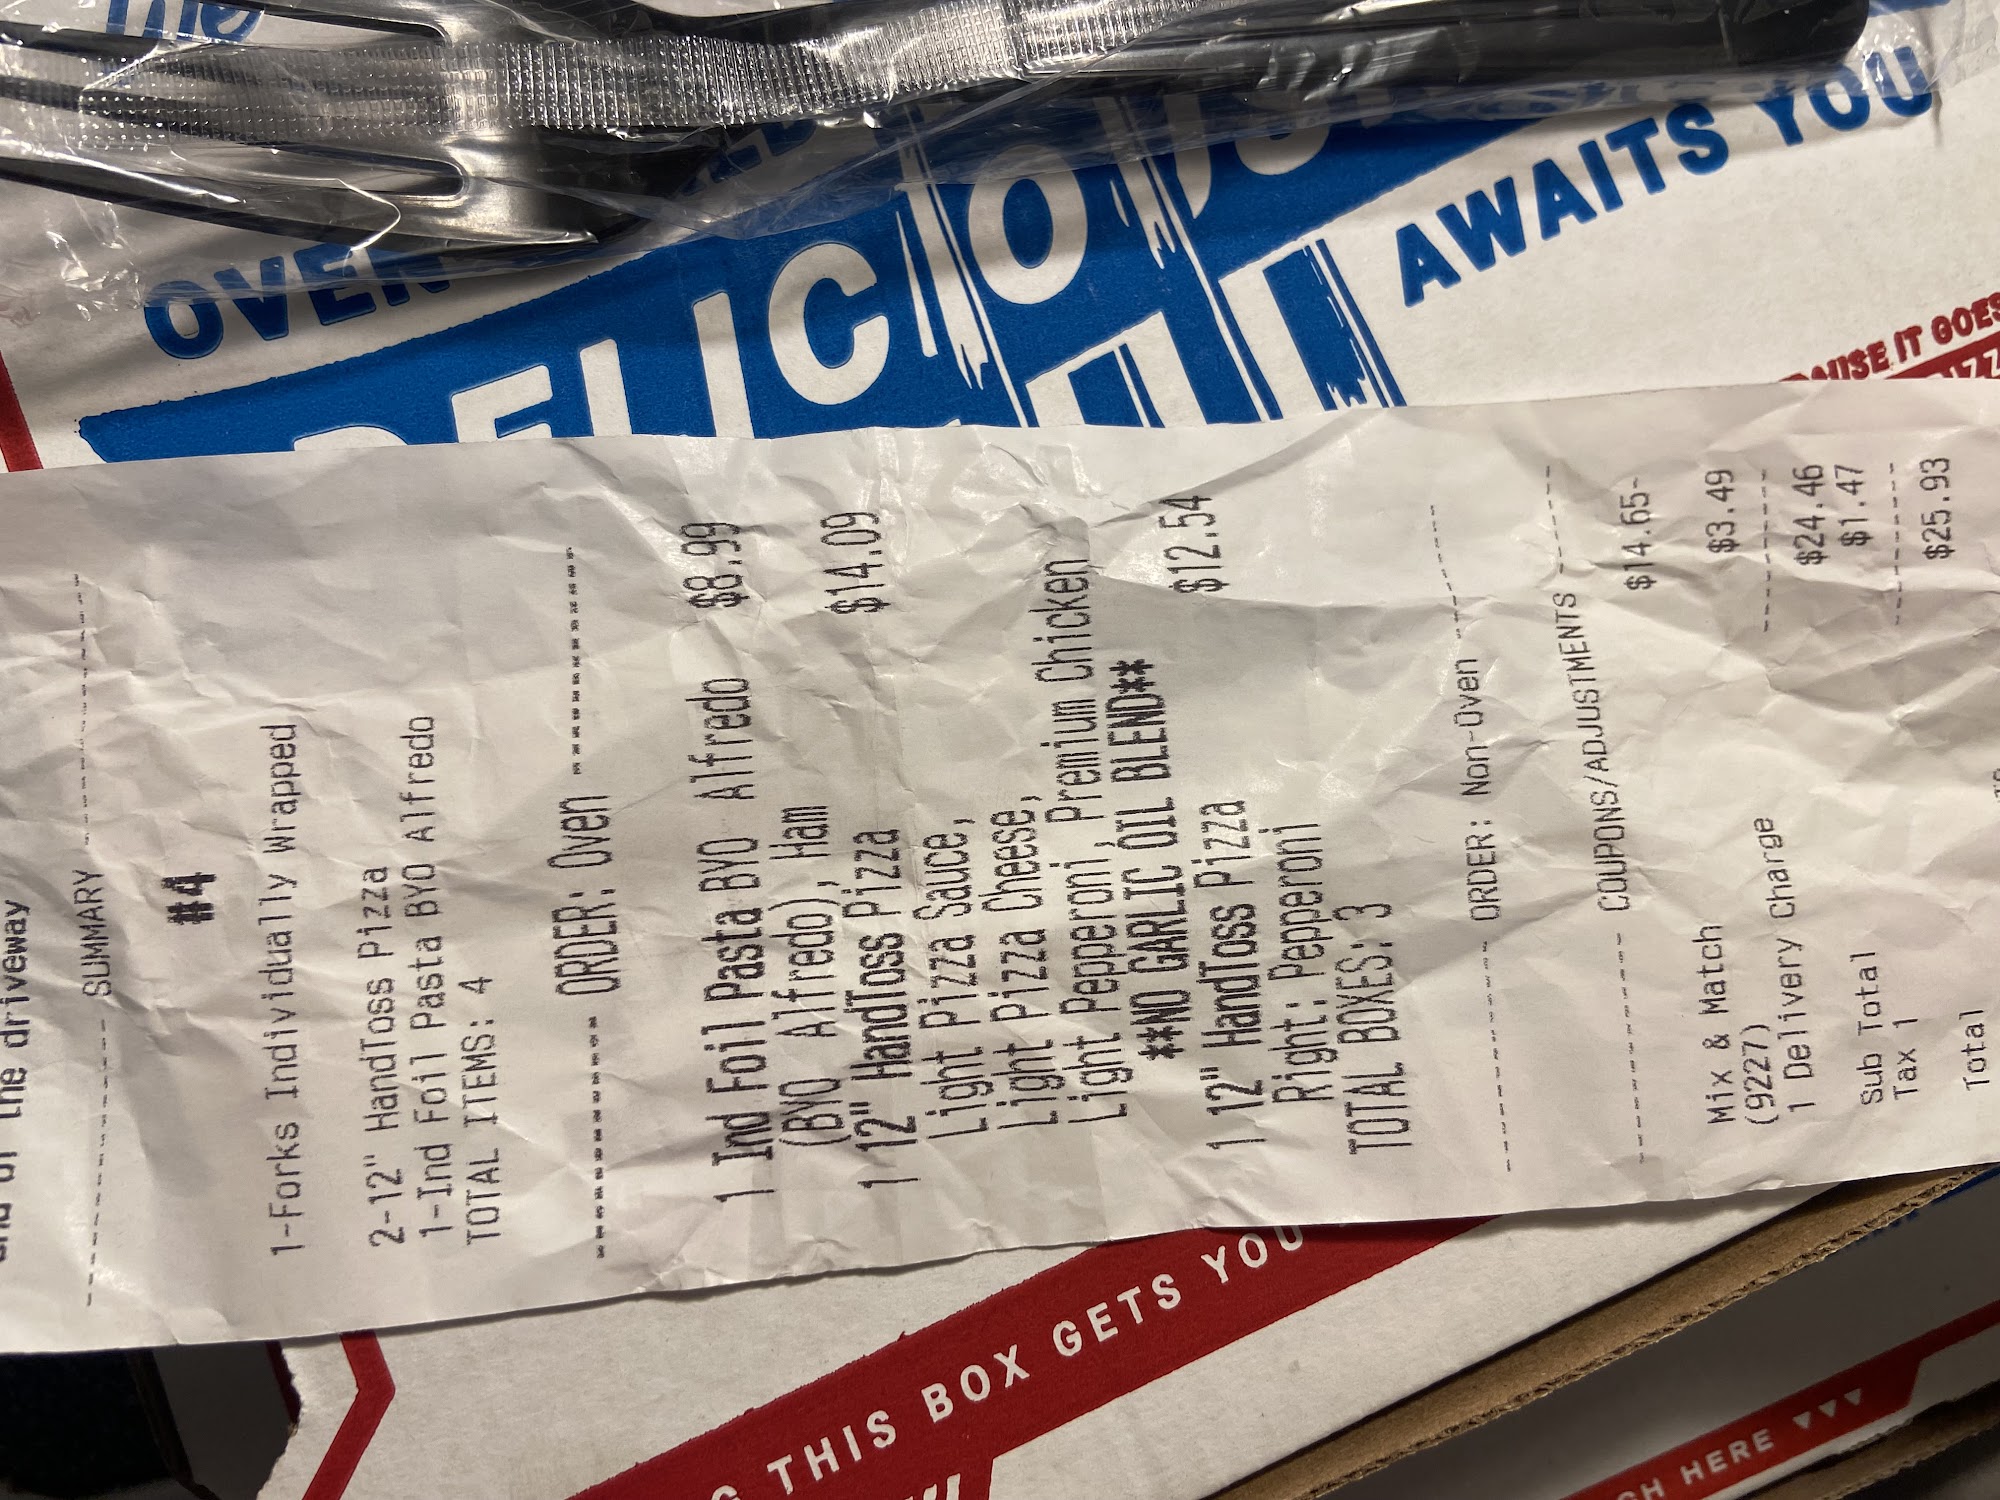 OVEN
DELICIOUS
AWAITS YOU
IT GOES
the driveway
-------- SUMMARY --------
#4
1-Forks Individually Wrapped
2-12" HandToss Pizza
1-Ind Foil Pasta BYO Alfredo
TOTAL ITEMS: 4
-------- ORDER: Oven --------
1 Ind Foil Pasta BYO Alfredo $8.99
(BYO Alfredo), Ham
1 12" HandToss Pizza $14.09
Light Pizza Sauce,
Light Pizza Cheese,
Light Pepperoni, Premium Chicken
**NO GARLIC OIL BLEND**
1 12" HandToss Pizza $12.54
Right: Pepperoni
TOTAL BOXES: 3
-------- ORDER: Non-Oven --------
-------- COUPONS/ADJUSTMENTS --------
$14.65-
Mix & Match
(9227) $3.49
1 Delivery Charge
--------
Sub Total $24.46
Tax 1 $1.47
--------
Total $25.93
THIS BOX GETS YOU
HERE